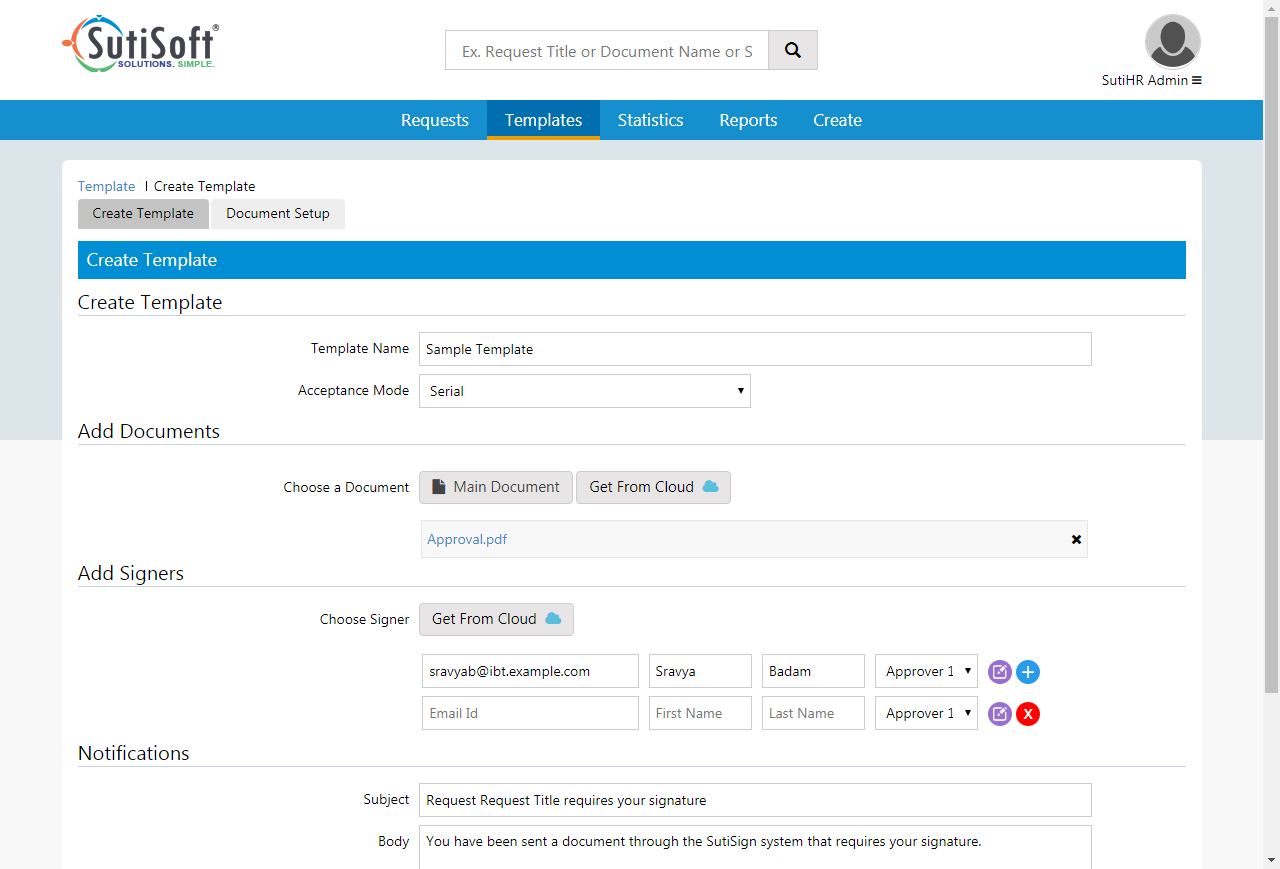 SutiSoft®
SOLUTIONS. SIMPLE.
Ex. Request Title or Document Name or S
SutiHR Admin
Requests Templates Statistics Reports Create
Template I Create Template
Create Template Document Setup
Create Template
Create Template
Template Name Sample Template
Acceptance Mode Serial
Add Documents
Choose a Document Main Document Get From Cloud
Approval.pdf
Add Signers
Choose Signer Get From Cloud
sravyab@ibt.example.com Sravya Badam Approver 1
Email Id First Name Last Name Approver 1 X
Notifications
Subject Request Request Title requires your signature
Body You have been sent a document through the SutiSign system that requires your signature.